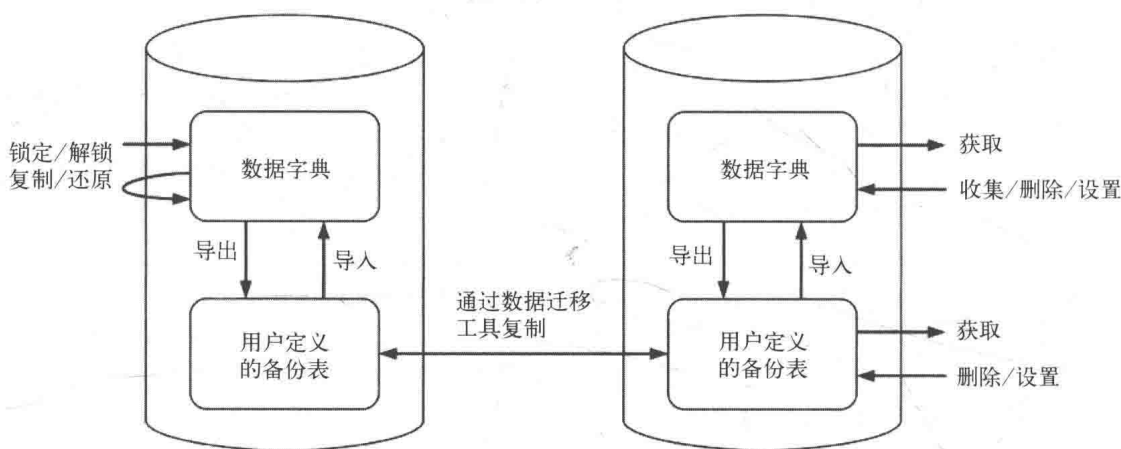 锁定/解锁
复制/还原
数据字典
导出
导入
用户定义
的备份表
通过数据迁移
工具复制
数据字典
获取
收集/删除/设置
导出
导入
用户定义
的备份表
获取
删除/设置